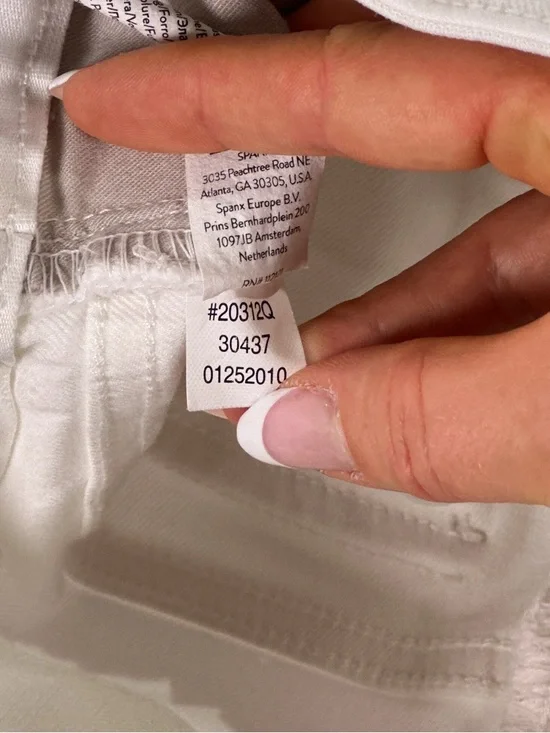 3035 Peachtree Road NE
Atlanta, GA 30305, U.S.A.
Spanx Europe B.V.
Prins Bernhardplein 200
1097JB Amsterdam
Netherlands
#20312Q
30437
01252010